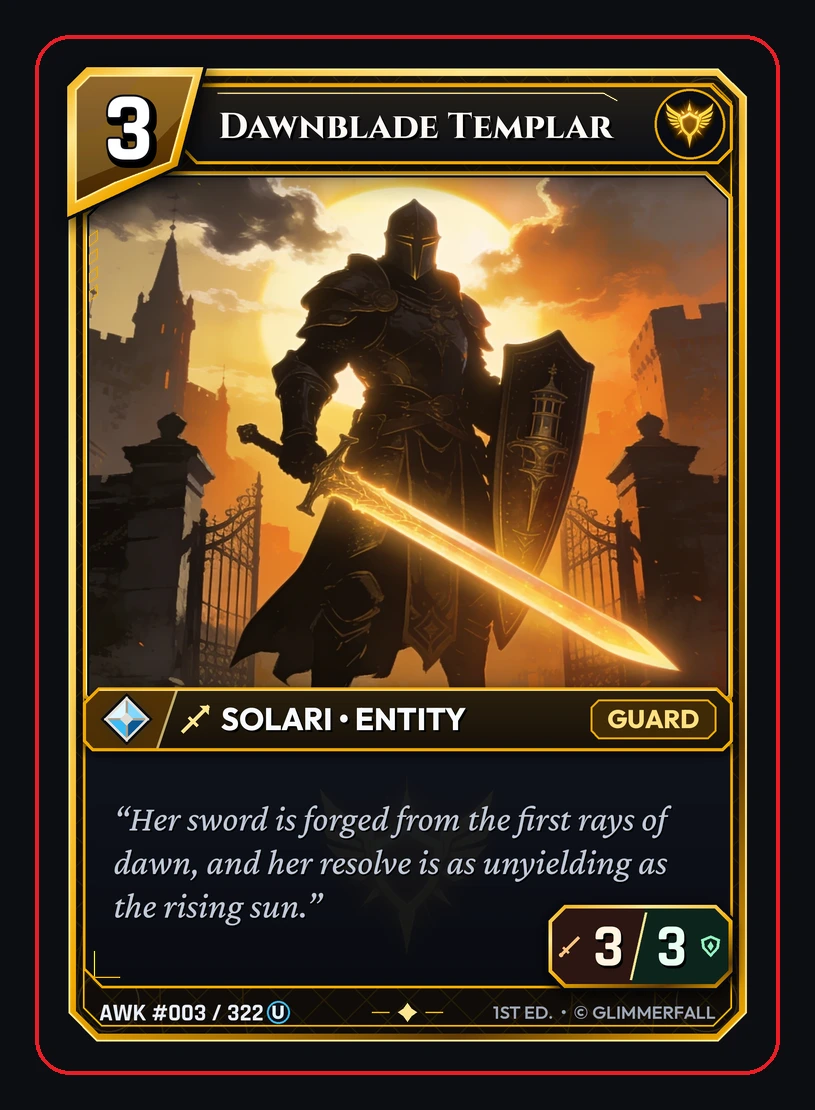 3
Dawnblade Templar
SOLARI • ENTITY
GUARD
“Her sword is forged from the first rays of
dawn, and her resolve is as unyielding as
the rising sun.”
3 / 3
AWK #003 / 322 U
1ST ED. • © GLIMMERFALL